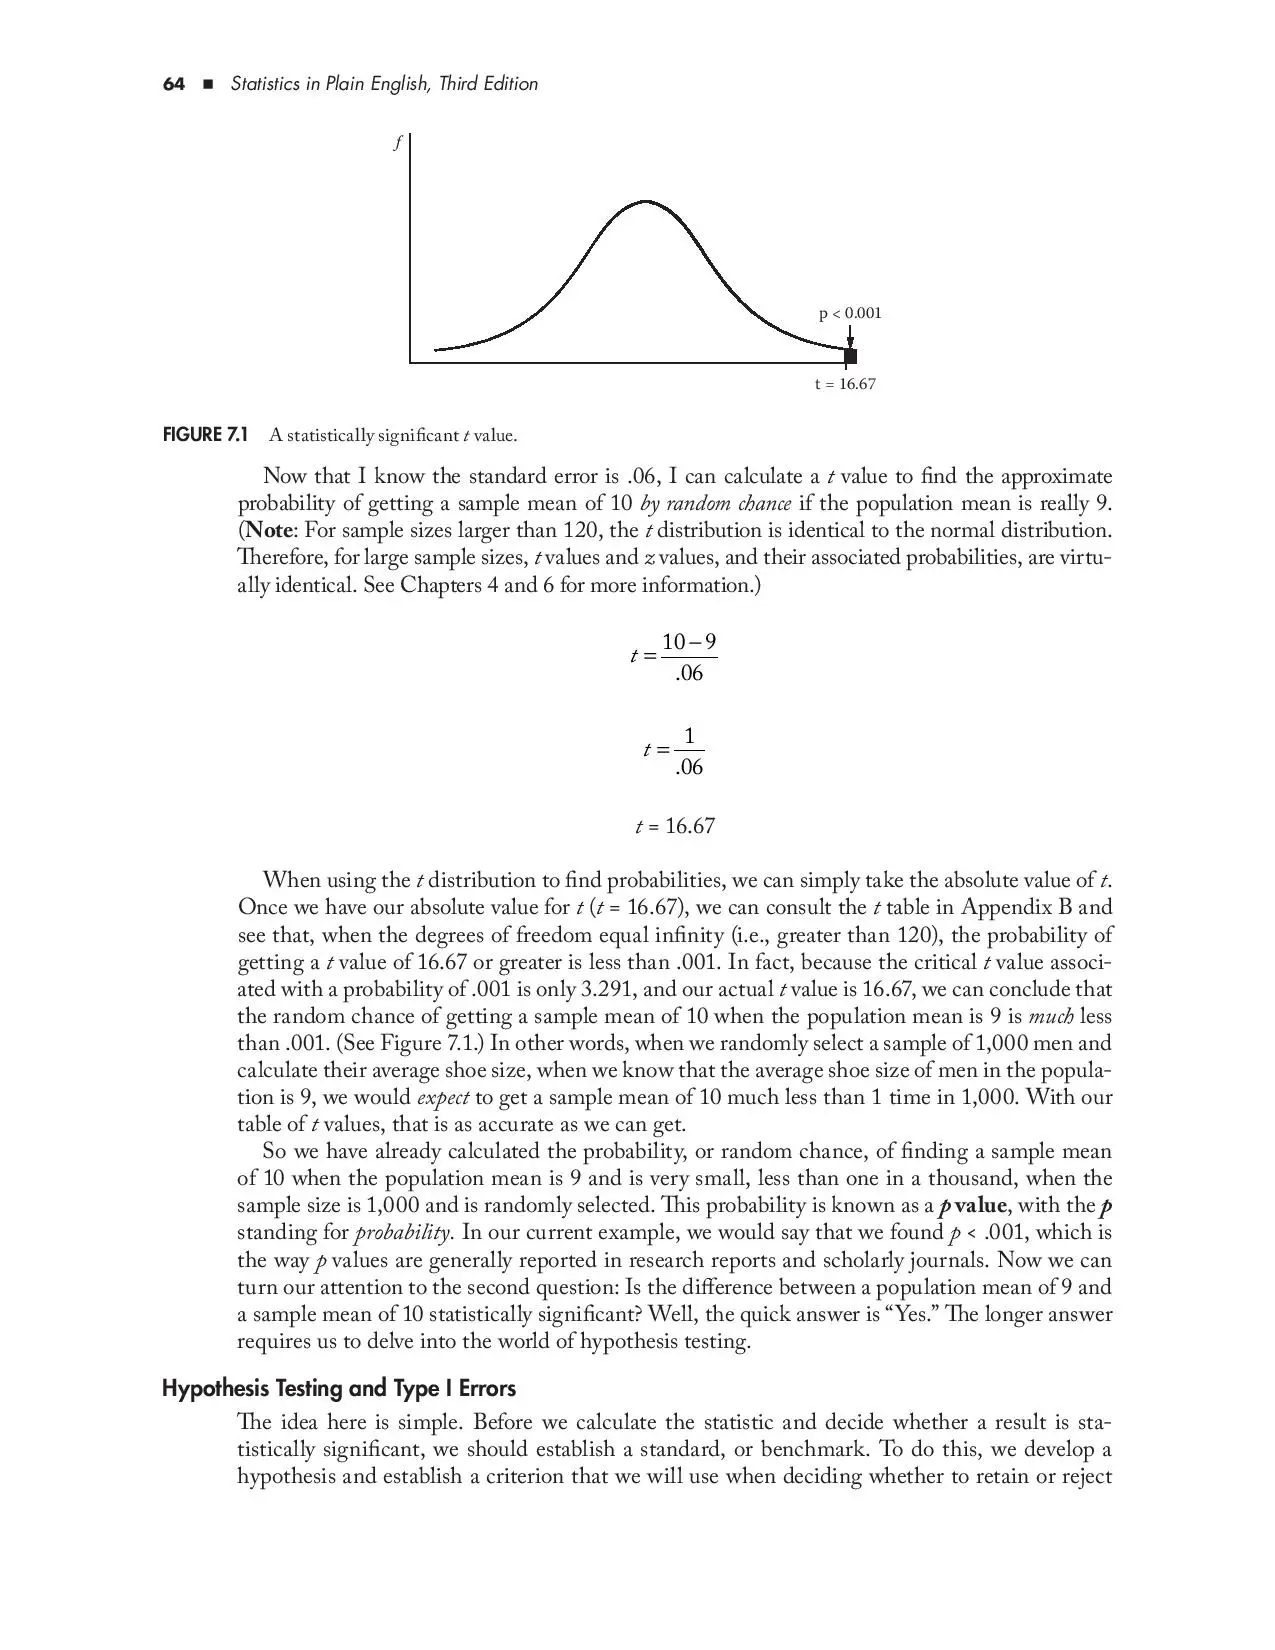 64 ■ Statistics in Plain English, Third Edition
f
p < 0.001
t = 16.67
FIGURE 7.1 A statistically significant t value.
Now that I know the standard error is .06, I can calculate a t value to find the approximate
probability of getting a sample mean of 10 by random chance if the population mean is really 9.
(Note: For sample sizes larger than 120, the t distribution is identical to the normal distribution.
Therefore, for large sample sizes, t values and z values, and their associated probabilities, are virtu-
ally identical. See Chapters 4 and 6 for more information.)
t = 10 – 9
.06
t = 1
.06
t = 16.67
When using the t distribution to find probabilities, we can simply take the absolute value of t.
Once we have our absolute value for t (t = 16.67), we can consult the t table in Appendix B and
see that, when the degrees of freedom equal infinity (i.e., greater than 120), the probability of
getting a t value of 16.67 or greater is less than .001. In fact, because the critical t value associ-
ated with a probability of .001 is only 3.291, and our actual t value is 16.67, we can conclude that
the random chance of getting a sample mean of 10 when the population mean is 9 is much less
than .001. (See Figure 7.1.) In other words, when we randomly select a sample of 1,000 men and
calculate their average shoe size, when we know that the average shoe size of men in the popula-
tion is 9, we would expect to get a sample mean of 10 much less than 1 time in 1,000. With our
table of t values, that is as accurate as we can get.
So we have already calculated the probability, or random chance, of finding a sample mean
of 10 when the population mean is 9 and is very small, less than one in a thousand, when the
sample size is 1,000 and is randomly selected. This probability is known as a p value, with the p
standing for probability. In our current example, we would say that we found p < .001, which is
the way p values are generally reported in research reports and scholarly journals. Now we can
turn our attention to the second question: Is the difference between a population mean of 9 and
a sample mean of 10 statistically significant? Well, the quick answer is “Yes.” The longer answer
requires us to delve into the world of hypothesis testing.
Hypothesis Testing and Type I Errors
The idea here is simple. Before we calculate the statistic and decide whether a result is sta-
tistically significant, we should establish a standard, or benchmark. To do this, we develop a
hypothesis and establish a criterion that we will use when deciding whether to retain or reject